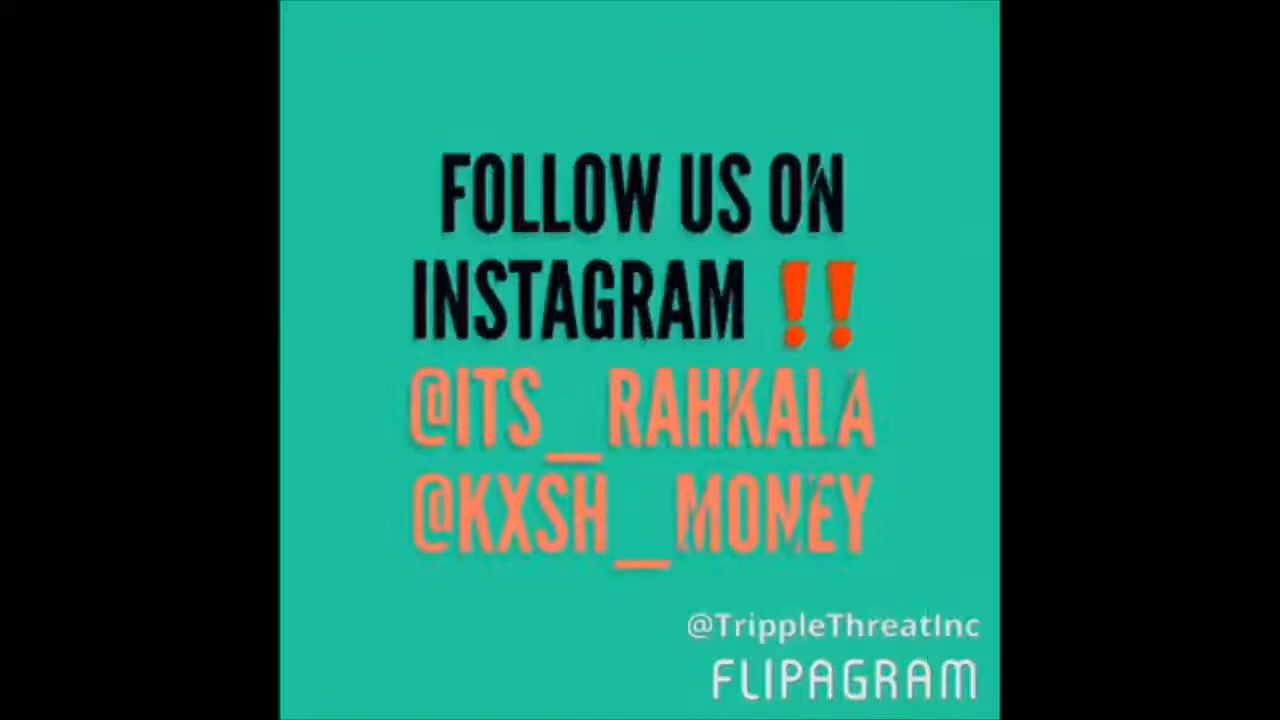 FOLLOW US ON
INSTAGRAM ‼
@ITS_RAHKALA
@KXSH_MONEY
@TrippleThreatInc
FLIPAGRAM